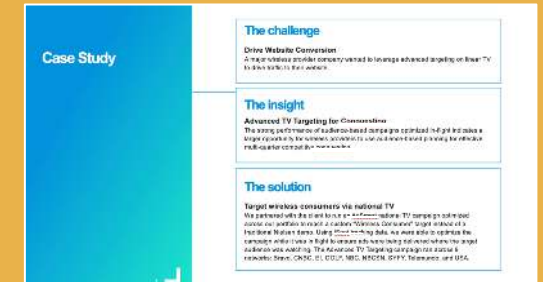 Case Study
The challenge
Drive Website Conversion
A major wireless provider company wanted to leverage advanced targeting on linear TV
to drive traffic to their website.
The insight
Advanced TV Targeting for
The strong performance of audience-based campaigns optimized in-flight indicates a
larger opportunity for wireless providers to use audience-based planning for effective
multi-quarter competitive
The solution
Target wireless consumers via national TV
We partnered with the client to run a national TV campaign optimized
across our portfolio to reach a custom "Wireless Consumer" target instead of a
traditional Nielsen demo. Using data, we were able to optimize the
campaign while it was in flight to ensure ads were being delivered where the target
audience was watching. The Advanced TV Targeting campaign ran across 9
networks: Bravo, CNBC, E!, GOLF, NBC, NBCSN, SYFY, Telemundo, and USA.